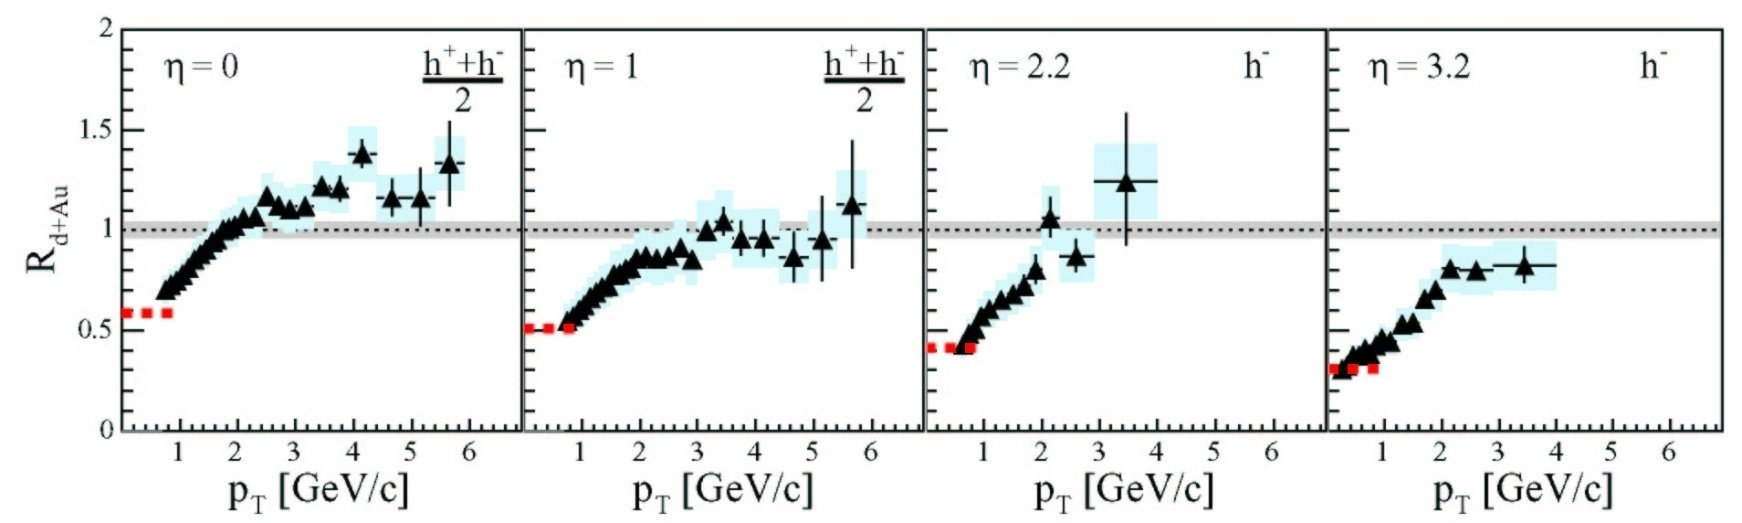 2
1.5
1
0.5
0
R_{d+Au}
η = 0
h⁺+h⁻
2
1 2 3 4 5 6
p_T [GeV/c]
η = 1
h⁺+h⁻
2
1 2 3 4 5 6
p_T [GeV/c]
η = 2.2 h⁻
1 2 3 4 5 6
p_T [GeV/c]
η = 3.2 h⁻
1 2 3 4 5 6
p_T [GeV/c]